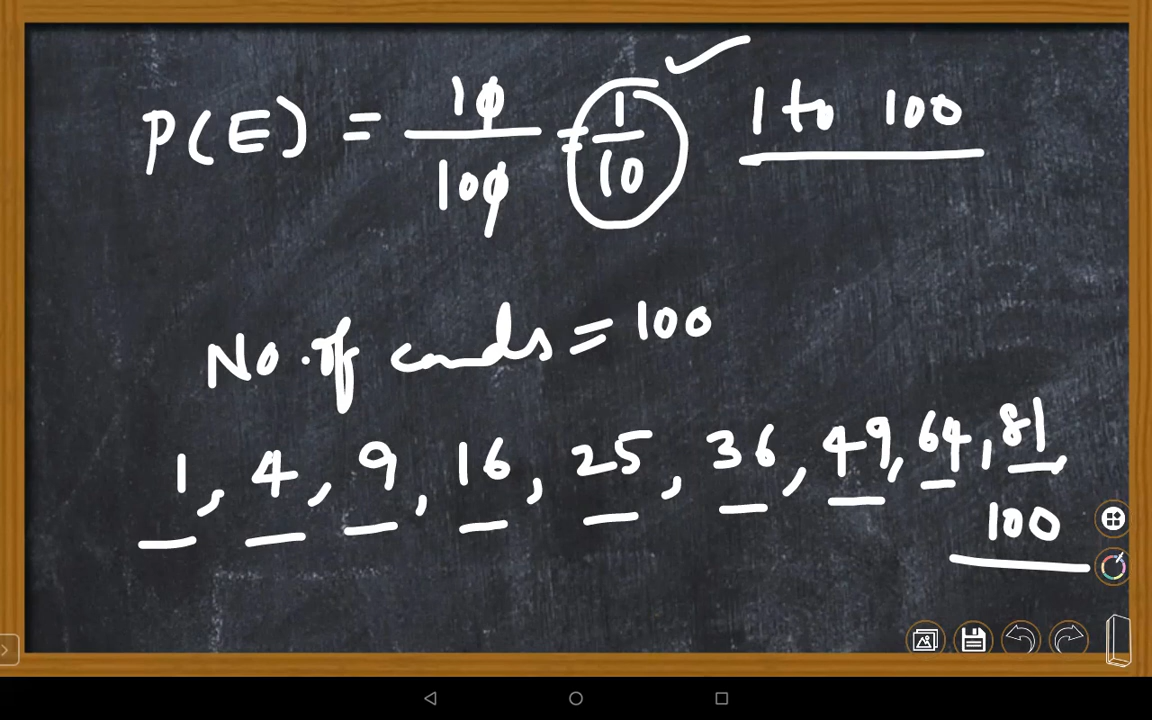 P(E) = 10/100 = 1/10 1 to 100
No. of cards = 100
1, 4, 9, 16, 25, 36, 49, 64, 81,
100